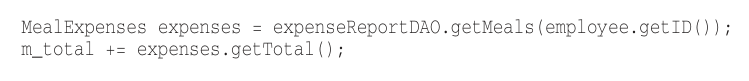 MealExpenses expenses = expenseReportDAO.getMeals(employee.getID());
m_total += expenses.getTotal();